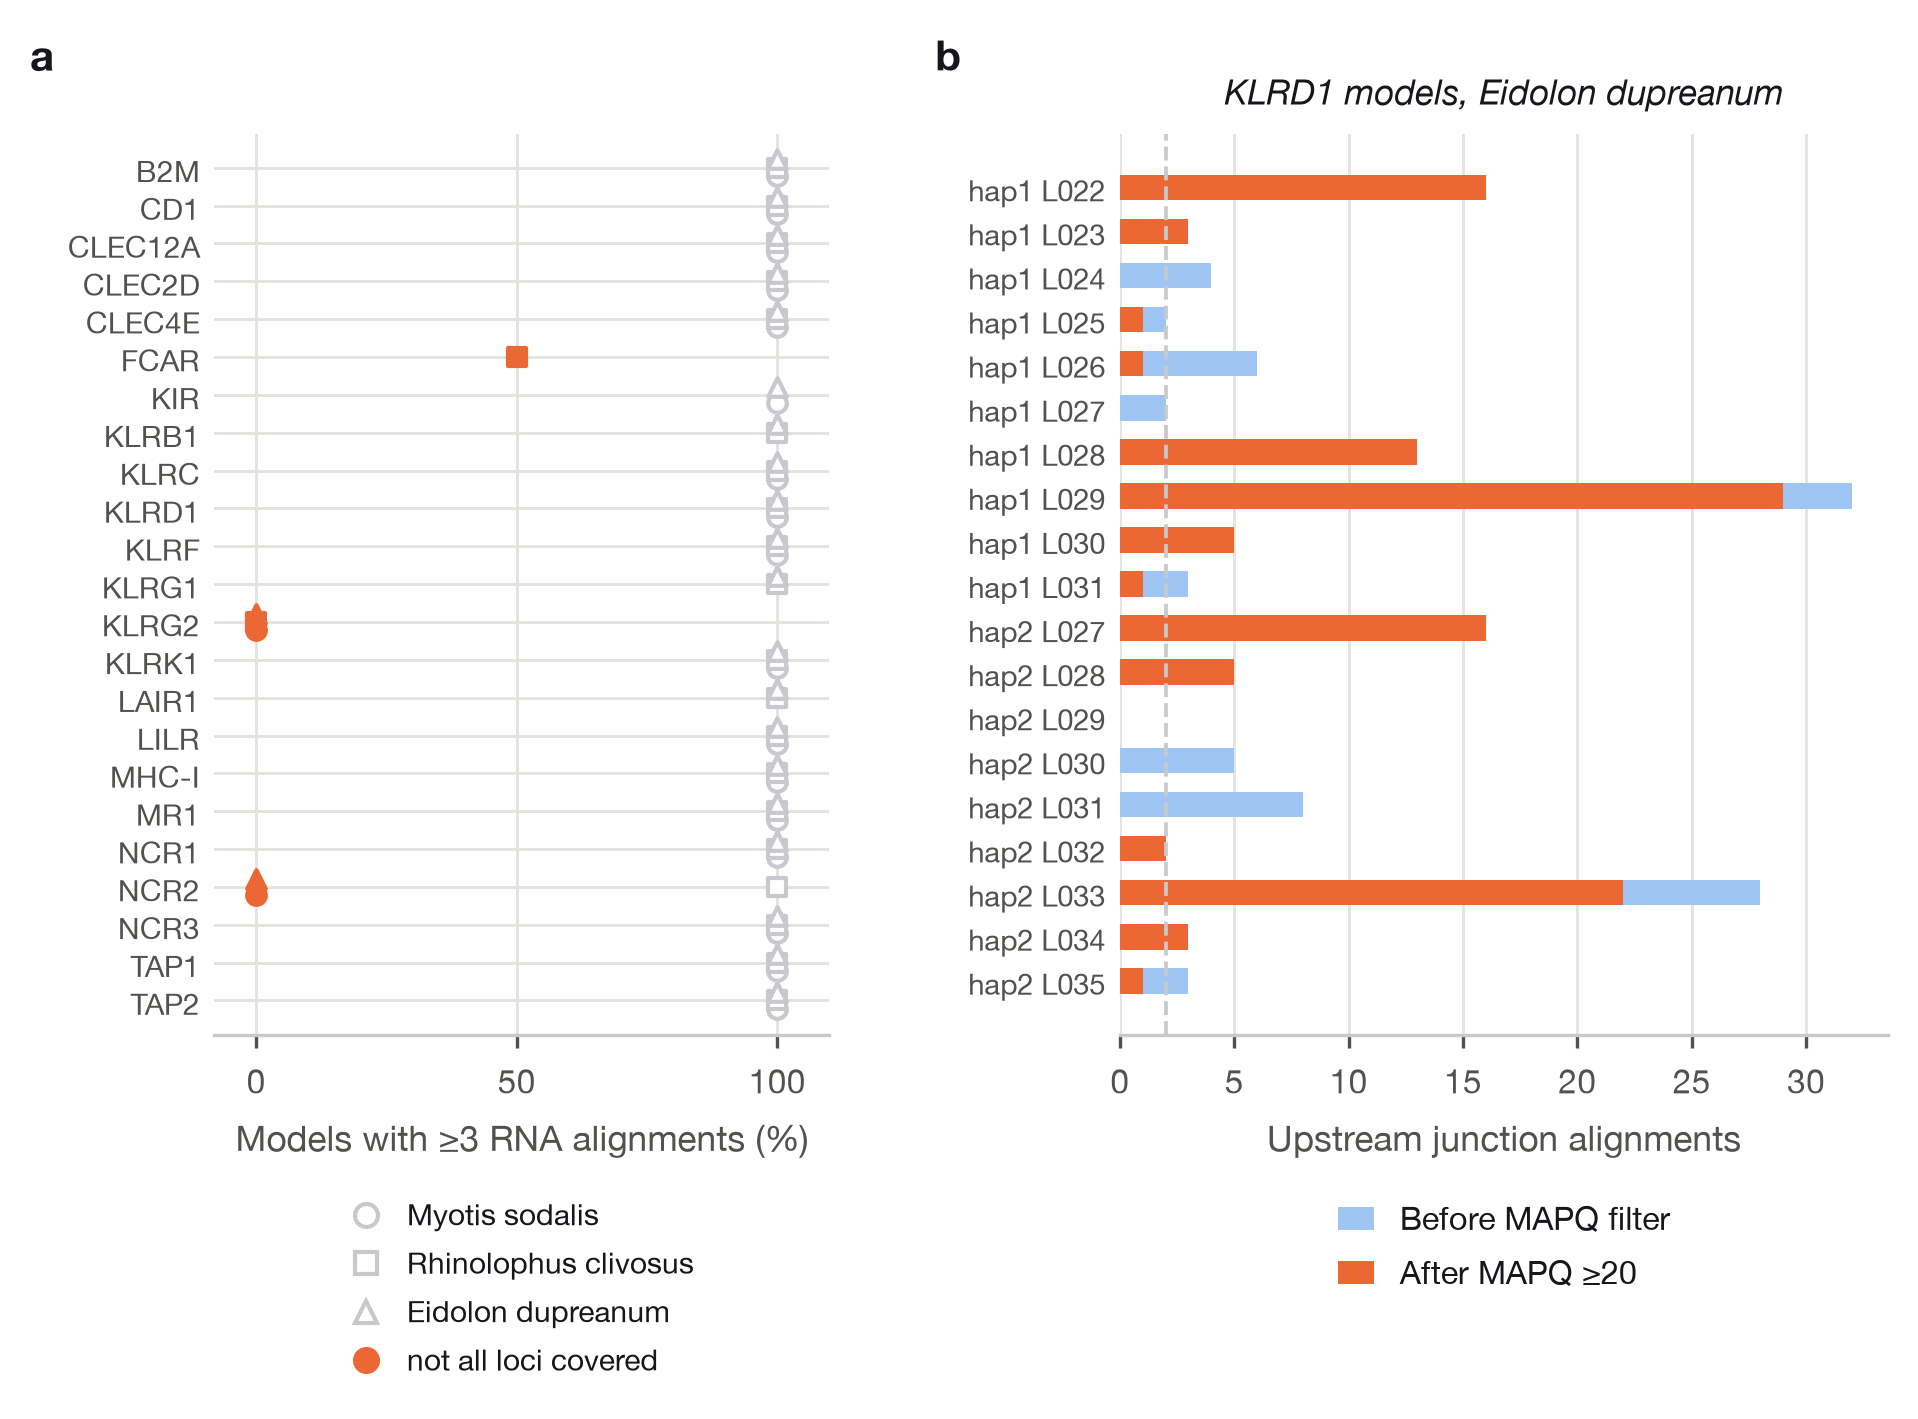 a
B2M
CD1
CLEC12A
CLEC2D
CLEC4E
FCAR
KIR
KLRB1
KLRC
KLRD1
KLRF
KLRG1
KLRG2
KLRK1
LAIR1
LILR
MHC-I
MR1
NCR1
NCR2
NCR3
TAP1
TAP2
0 50 100
Models with ≥3 RNA alignments (%)
Myotis sodalis
Rhinolophus clivosus
Eidolon dupreanum
not all loci covered
b
KLRD1 models, Eidolon dupreanum
hap1 L022
hap1 L023
hap1 L024
hap1 L025
hap1 L026
hap1 L027
hap1 L028
hap1 L029
hap1 L030
hap1 L031
hap2 L027
hap2 L028
hap2 L029
hap2 L030
hap2 L031
hap2 L032
hap2 L033
hap2 L034
hap2 L035
0 5 10 15 20 25 30
Upstream junction alignments
Before MAPQ filter
After MAPQ ≥20